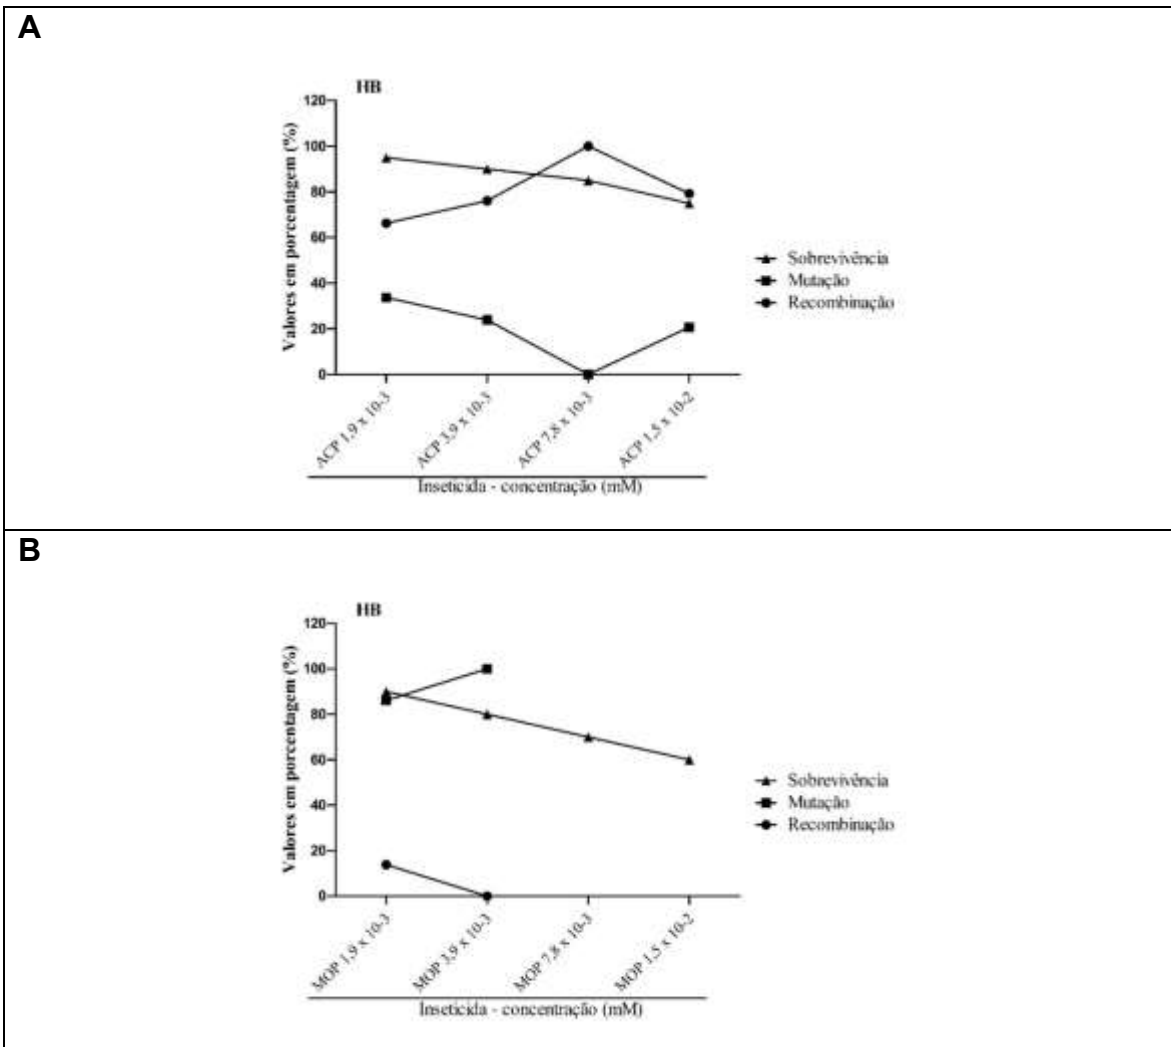 A
HB
Valores em porcentagem (%)
120
100
80
60
40
20
0
ACP 1,9 x 10-3
ACP 3,9 x 10-3
ACP 7,8 x 10-3
ACP 1,5 x 10-2
Inseticida - concentração (mM)
Sobrevivência
Mutação
Recombinação
B
HB
Valores em porcentagem (%)
120
100
80
60
40
20
0
MOP 1,9 x 10-3
MOP 3,9 x 10-3
MOP 7,8 x 10-3
MOP 1,5 x 10-2
Inseticida - concentração (mM)
Sobrevivência
Mutação
Recombinação